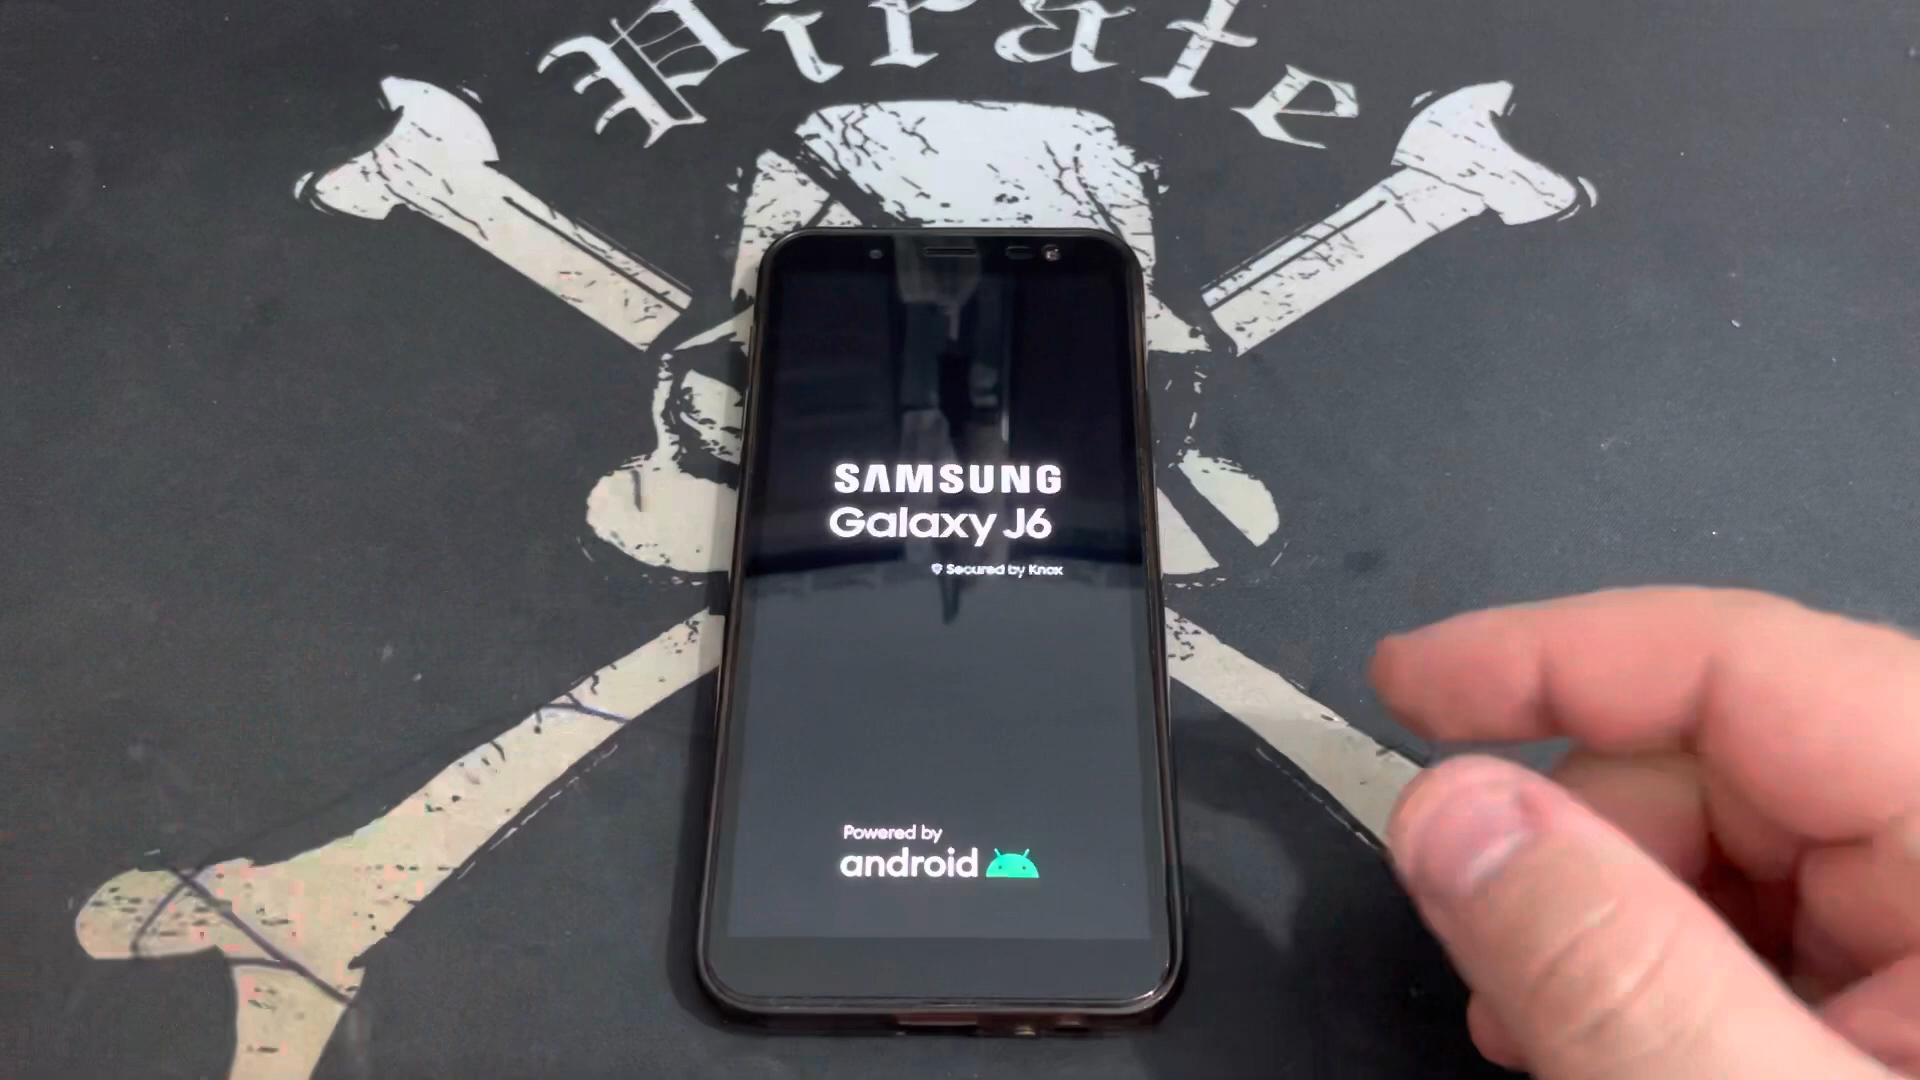 Pirate
SAMSUNG
Galaxy J6
Secured by Knox
Powered by
android